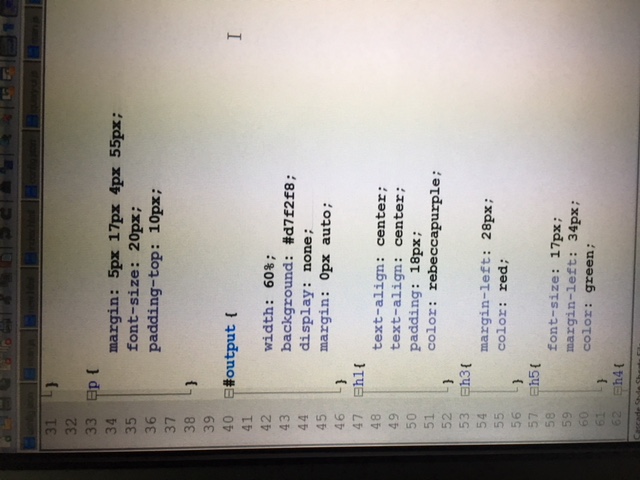 31 }
32
33 p {
34 margin: 5px 17px 4px 55px;
35 font-size: 20px;
36 padding-top: 10px;
37
38 }
39
40 #output {
41
42 width: 60%;
43 background: #d7f2f8;
44 display: none;
45 margin: 0px auto;
46 }
47 h1{
48 text-align: center;
49 text-align: center;
50 padding: 18px;
51 color: rebeccapurple;
52 }
53 h3{
54 margin-left: 28px;
55 color: red;
56 }
57 h5{
58 font-size: 17px;
59 margin-left: 34px;
60 color: green;
61 }
62 h4{
Cascade Style Sheets File